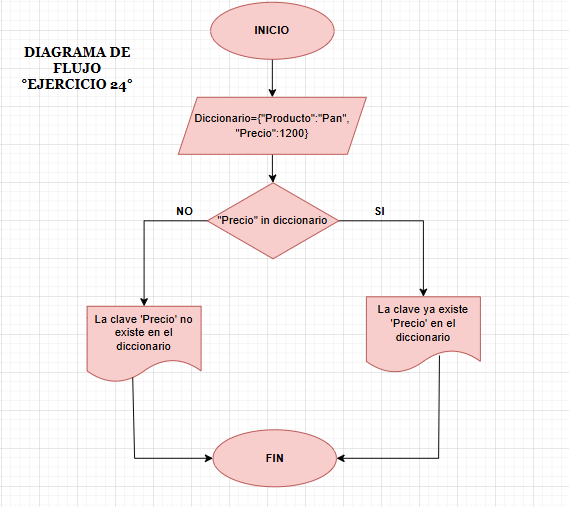 INICIO
DIAGRAMA DE
FLUJO
°EJERCICIO 24°
Diccionario={"Producto":"Pan",
"Precio":1200}
"Precio" in diccionario
NO
SI
La clave 'Precio' no
existe en el
diccionario
La clave ya existe
'Precio' en el
diccionario
FIN